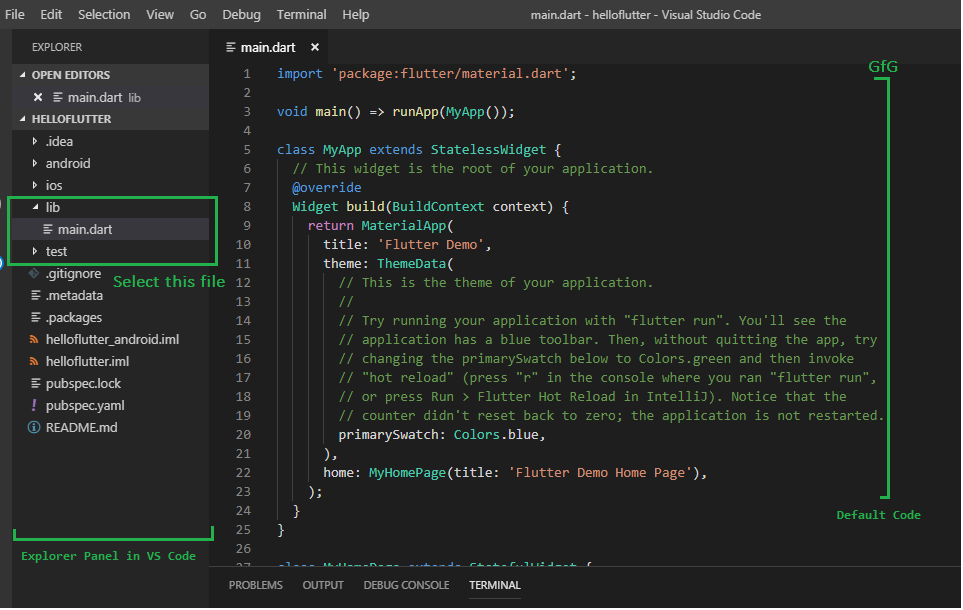 File Edit Selection View Go Debug Terminal Help
main.dart - helloflutter - Visual Studio Code
EXPLORER
OPEN EDITORS
main.dart lib
HELLOFLUTTER
.idea
android
ios
lib
main.dart
test
.gitignore
Select this file
.metadata
.packages
helloflutter_android.iml
helloflutter.iml
pubspec.lock
pubspec.yaml
README.md
Explorer Panel in VS Code
main.dart
GfG
1 import 'package:flutter/material.dart';
2
3 void main() => runApp(MyApp());
4
5 class MyApp extends StatelessWidget {
6 // This widget is the root of your application.
7 @override
8 Widget build(BuildContext context) {
9 return MaterialApp(
10 title: 'Flutter Demo',
11 theme: ThemeData(
12 // This is the theme of your application.
13 //
14 // Try running your application with "flutter run". You'll see the
15 // application has a blue toolbar. Then, without quitting the app, try
16 // changing the primarySwatch below to Colors.green and then invoke
17 // "hot reload" (press "r" in the console where you ran "flutter run",
18 // or press Run > Flutter Hot Reload in IntelliJ). Notice that the
19 // counter didn't reset back to zero; the application is not restarted.
20 primarySwatch: Colors.blue,
21 ),
22 home: MyHomePage(title: 'Flutter Demo Home Page'),
23 );
24 }
25 }
26
27 class MyHomePage extends StatefulWidget {
Default Code
PROBLEMS OUTPUT DEBUG CONSOLE TERMINAL